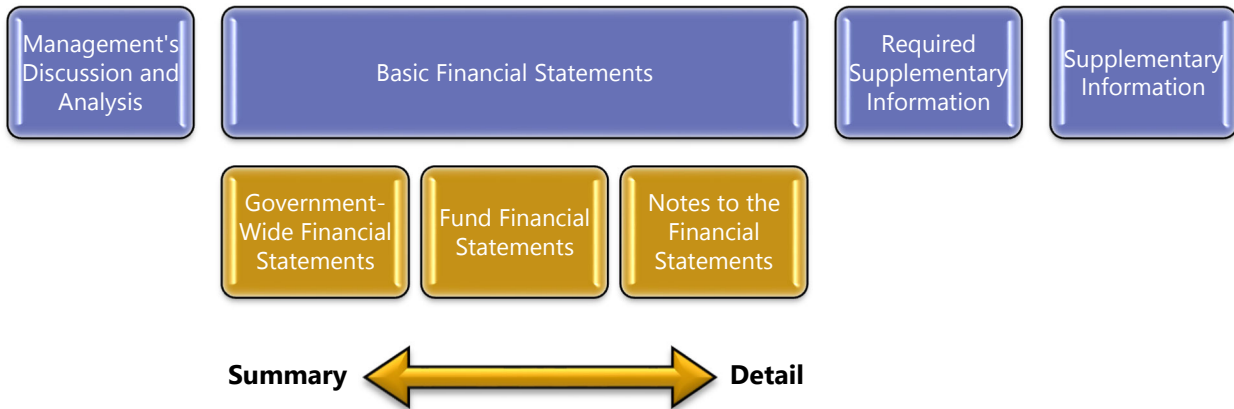 Management's
Discussion and
Analysis
Basic Financial Statements
Required
Supplementary
Information
Supplementary
Information
Government-
Wide Financial
Statements
Fund Financial
Statements
Notes to the
Financial
Statements
Summary
Detail